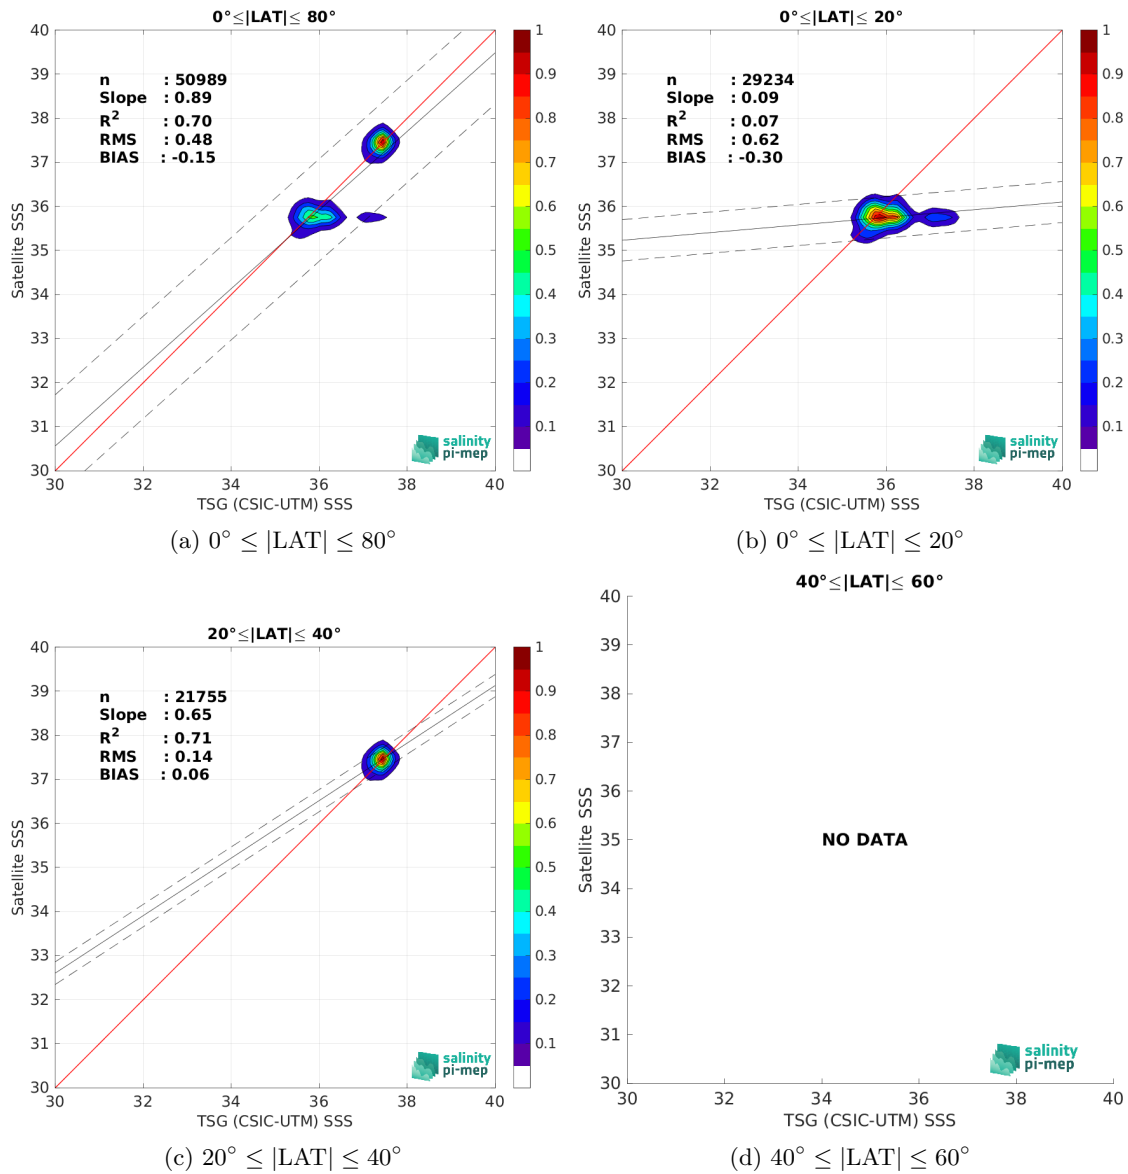 0°≤|LAT|≤ 80°
40
39
38
37
36
35
34
33
32
31
30
Satellite SSS
n : 50989
Slope : 0.89
R2 : 0.70
RMS : 0.48
BIAS : -0.15
salinity
pi-mep
30 32 34 36 38 40
TSG (CSIC-UTM) SSS
1
0.9
0.8
0.7
0.6
0.5
0.4
0.3
0.2
0.1
(a) 0° ≤ |LAT| ≤ 80°
0°≤|LAT|≤ 20°
40
39
38
37
36
35
34
33
32
31
30
Satellite SSS
n : 29234
Slope : 0.09
R2 : 0.07
RMS : 0.62
BIAS : -0.30
salinity
pi-mep
30 32 34 36 38 40
TSG (CSIC-UTM) SSS
1
0.9
0.8
0.7
0.6
0.5
0.4
0.3
0.2
0.1
(b) 0° ≤ |LAT| ≤ 20°
20°≤|LAT|≤ 40°
40
39
38
37
36
35
34
33
32
31
30
Satellite SSS
n : 21755
Slope : 0.65
R2 : 0.71
RMS : 0.14
BIAS : 0.06
salinity
pi-mep
30 32 34 36 38 40
TSG (CSIC-UTM) SSS
1
0.9
0.8
0.7
0.6
0.5
0.4
0.3
0.2
0.1
(c) 20° ≤ |LAT| ≤ 40°
40°≤|LAT|≤ 60°
40
39
38
37
36
35
34
33
32
31
30
Satellite SSS
NO DATA
salinity
pi-mep
30 32 34 36 38 40
TSG (CSIC-UTM) SSS
(d) 40° ≤ |LAT| ≤ 60°